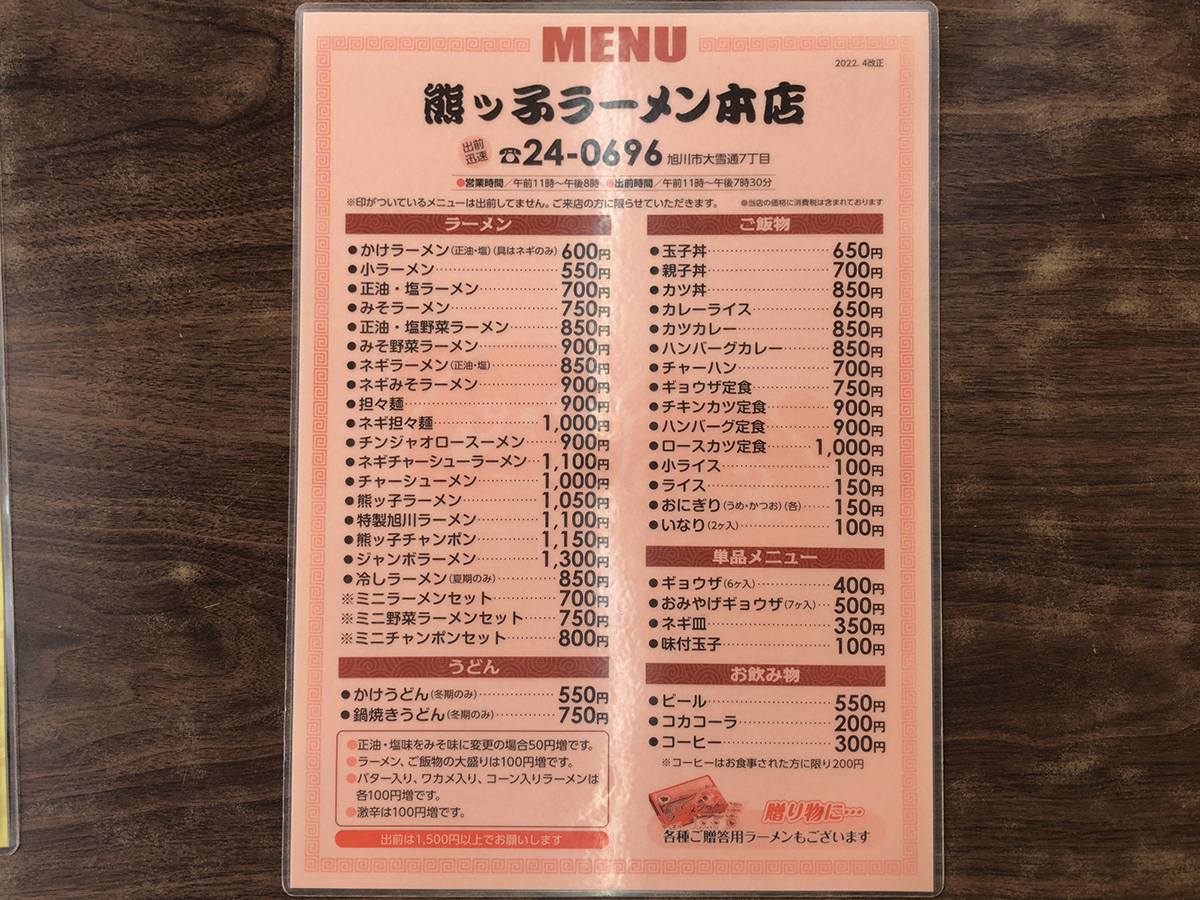 MENU
2022. 4改正
熊ッ子ラーメン本店
出前迅速 ☎24-0696 旭川市大雪通7丁目
●営業時間／午前11時～午後8時 ●出前時間／午前11時～午後7時30分
※印がついているメニューは出前してません。ご来店の方に限らせていただきます。 ●当店の価格に消費税は含まれております
ラーメン
●かけラーメン(正油・塩)(具はネギのみ) 600円
●小ラーメン 550円
●正油・塩ラーメン 700円
●みそラーメン 750円
●正油・塩野菜ラーメン 850円
●みそ野菜ラーメン 900円
●ネギラーメン(正油・塩) 850円
●ネギみそラーメン 900円
●担々麺 900円
●ネギ担々麺 1,000円
●チンジャオロースーメン 900円
●ネギチャーシューラーメン 1,100円
●チャーシューメン 1,000円
●熊ッ子ラーメン 1,050円
●特製旭川ラーメン 1,100円
●熊ッ子チャンポン 1,150円
●ジャンボラーメン 1,300円
●冷しラーメン(夏期のみ) 850円
※ミニラーメンセット 700円
※ミニ野菜ラーメンセット 750円
※ミニチャンポンセット 800円
うどん
●かけうどん(冬期のみ) 550円
●鍋焼きうどん(冬期のみ) 750円
●正油・塩味をみそ味に変更の場合50円増です。
●ラーメン、ご飯物の大盛りは100円増です。
●バター入り、ワカメ入り、コーン入りラーメンは
各100円増です。
●激辛は100円増です。
出前は1,500円以上でお願いします
ご飯物
●玉子丼 650円
●親子丼 700円
●カツ丼 850円
●カレーライス 650円
●カツカレー 850円
●ハンバーグカレー 850円
●チャーハン 700円
●ギョウザ定食 750円
●チキンカツ定食 900円
●ハンバーグ定食 900円
●ロースカツ定食 1,000円
●小ライス 100円
●ライス 150円
●おにぎり(うめ・かつお)(各) 150円
●いなり(2ヶ入) 100円
単品メニュー
●ギョウザ(6ヶ入) 400円
●おみやげギョウザ(7ヶ入) 500円
●ネギ皿 350円
●味付玉子 100円
お飲み物
●ビール 550円
●コカコーラ 200円
●コーヒー 300円
※コーヒーはお食事された方に限り200円
贈り物に…
各種ご贈答用ラーメンもございます